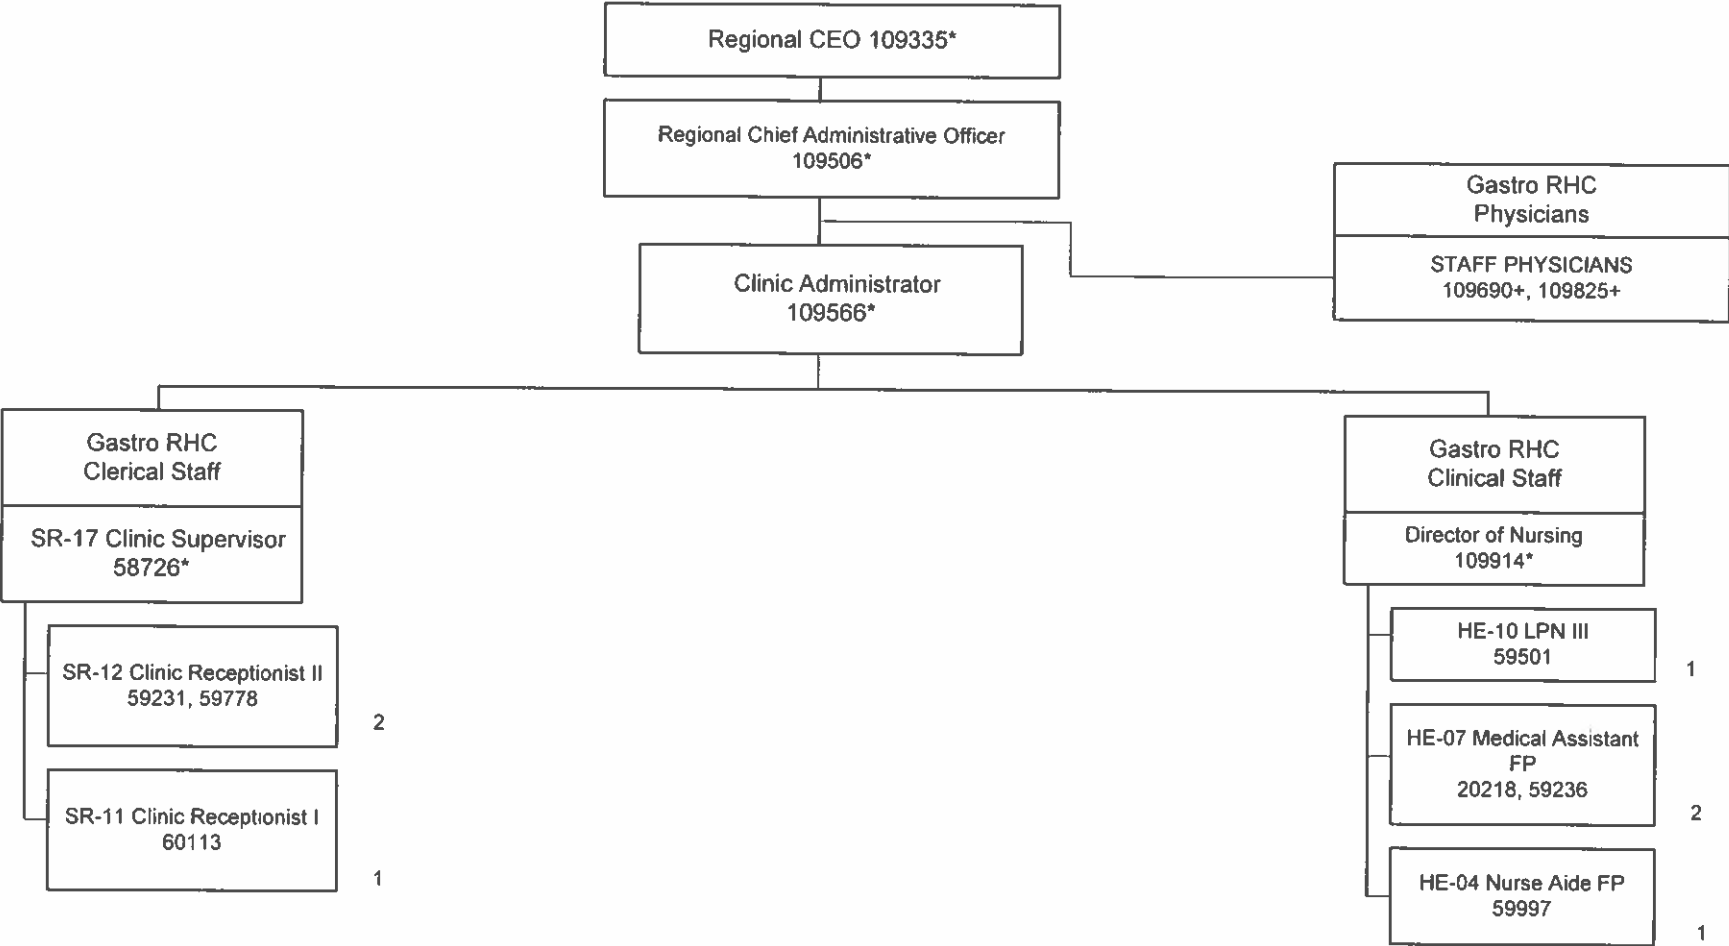 Regional CEO 109335*
Regional Chief Administrative Officer
109506*
Gastro RHC
Physicians
STAFF PHYSICIANS
109690+, 109825+
Clinic Administrator
109566*
Gastro RHC
Clerical Staff
SR-17 Clinic Supervisor
58726*
SR-12 Clinic Receptionist II
59231, 59778
2
SR-11 Clinic Receptionist I
60113
1
Gastro RHC
Clinical Staff
Director of Nursing
109914*
HE-10 LPN III
59501
1
HE-07 Medical Assistant
FP
20218, 59236
2
HE-04 Nurse Aide FP
59997
1